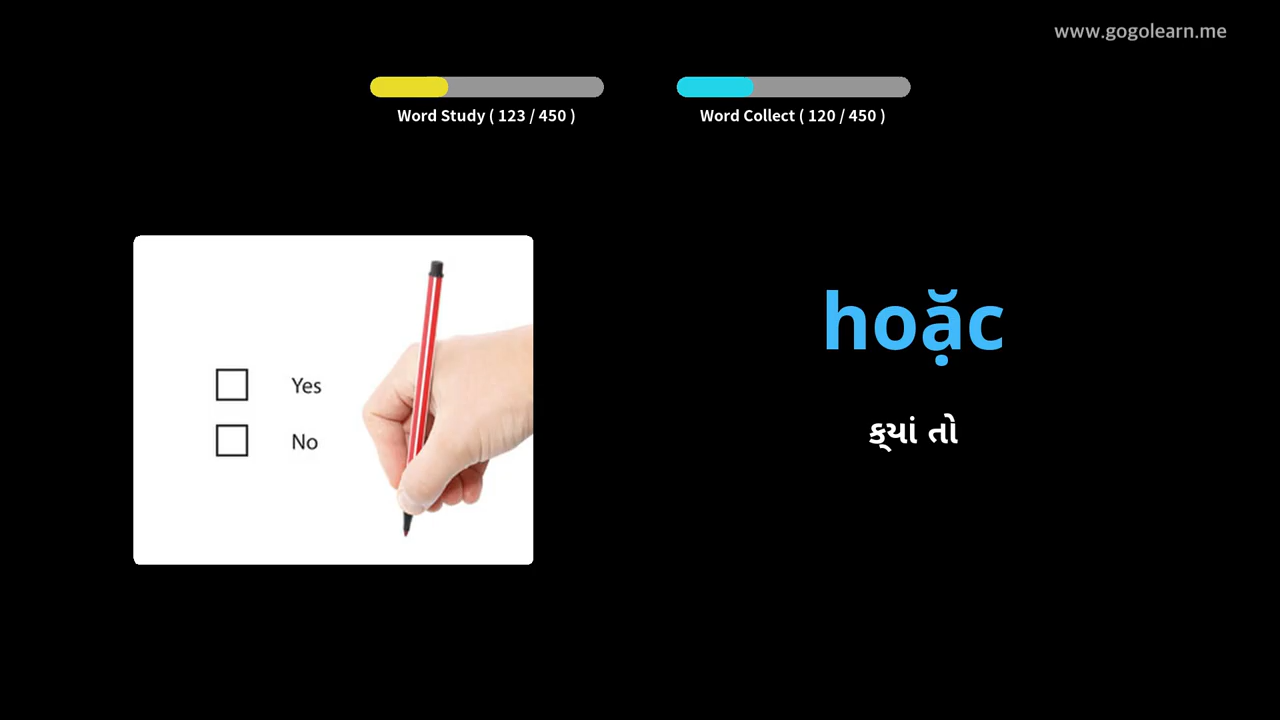 www.gogolearn.me
Word Study ( 123 / 450 )
Word Collect ( 120 / 450 )
Yes
No
hoặc
ક્યાં તો